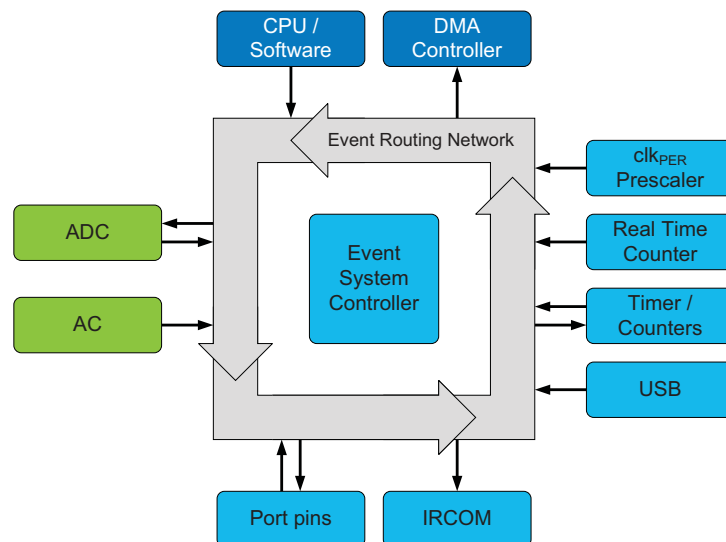 CPU /
Software
DMA
Controller
Event Routing Network
clkPER
Prescaler
ADC
Event
System
Controller
Real Time
Counter
AC
Timer /
Counters
USB
Port pins
IRCOM